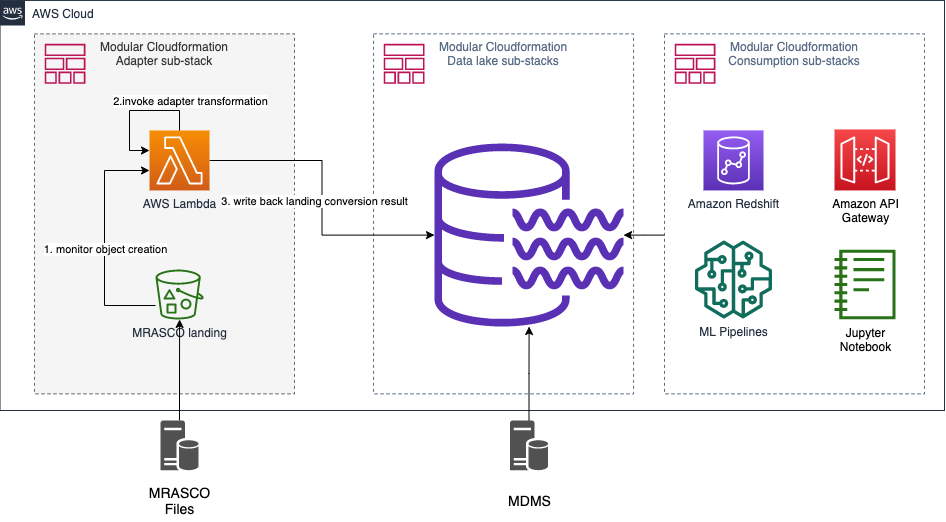 aws
AWS Cloud
Modular Cloudformation
Adapter sub-stack
2.invoke adapter transformation
AWS Lambda
3. write back landing conversion result
1. monitor object creation
MRASCO landing
Modular Cloudformation
Data lake sub-stacks
Modular Cloudformation
Consumption sub-stacks
Amazon Redshift
Amazon API
Gateway
</>
ML Pipelines
Jupyter
Notebook
MRASCO
Files
MDMS